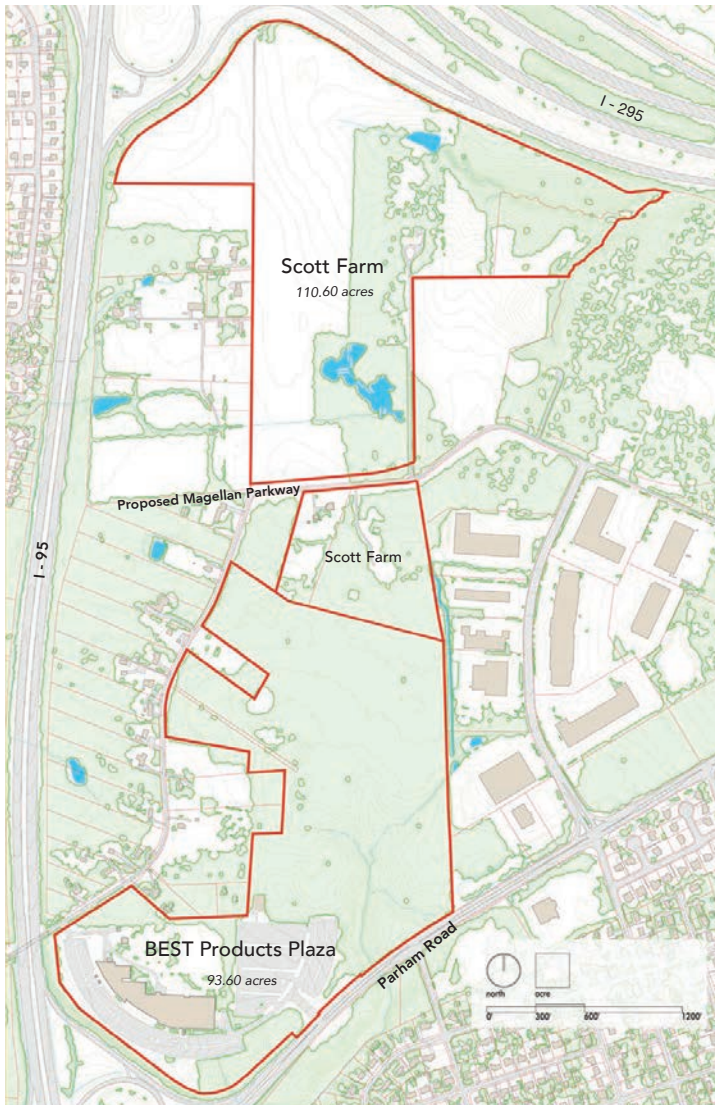 I - 295
Scott Farm
110.60 acres
Proposed Magellan Parkway
I - 95
Scott Farm
BEST Products Plaza
93.60 acres
Parham Road
north
acre
0'
300'
600'
1200'